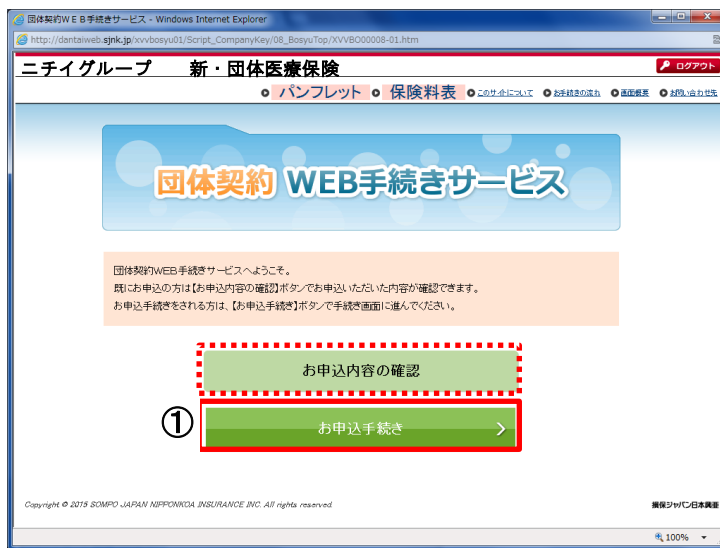 団体契約WEB手続きサービス - Windows Internet Explorer
http://dantaiweb.sjnk.jp/xvvbosyu01/Script_CompanyKey/08_BosyuTop/XVVBO00008-01.htm
ニチイグループ 新・団体医療保険
ログアウト
パンフレット 保険料表 このサイトについて お手続きの流れ 画面概要 お問い合わせ先
団体契約 WEB手続きサービス
団体契約WEB手続きサービスへようこそ。
既にお申込の方は【お申込内容の確認】ボタンでお申込いただいた内容が確認できます。
お申込手続きをされる方は、【お申込手続き】ボタンで手続き画面に進んでください。
お申込内容の確認
① お申込手続き
Copyright © 2015 SOMPO JAPAN NIPPONKOA INSURANCE INC. All rights reserved.
損保ジャパン日本興亜
100%